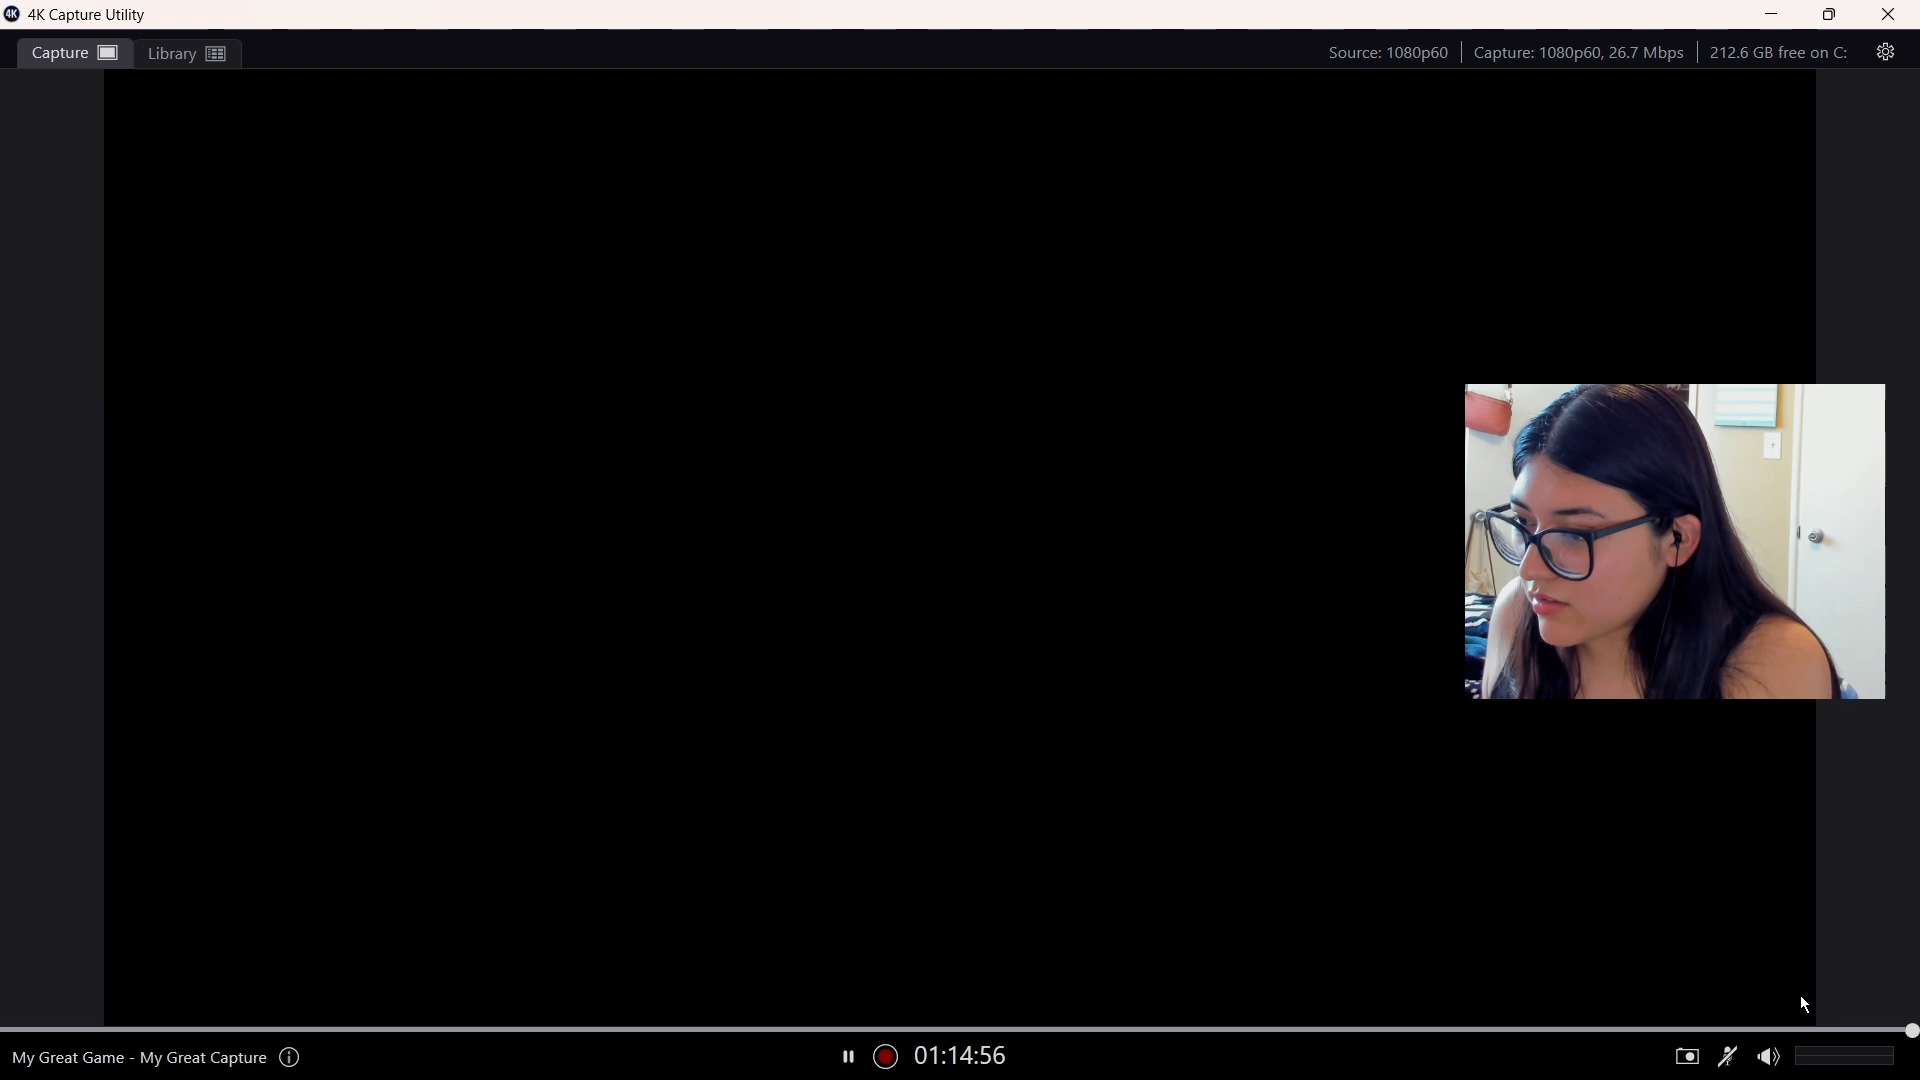 4K 4K Capture Utility
Capture Library Source: 1080p60 Capture: 1080p60, 26.7 Mbps 212.6 GB free on C:
My Great Game - My Great Capture 01:14:56